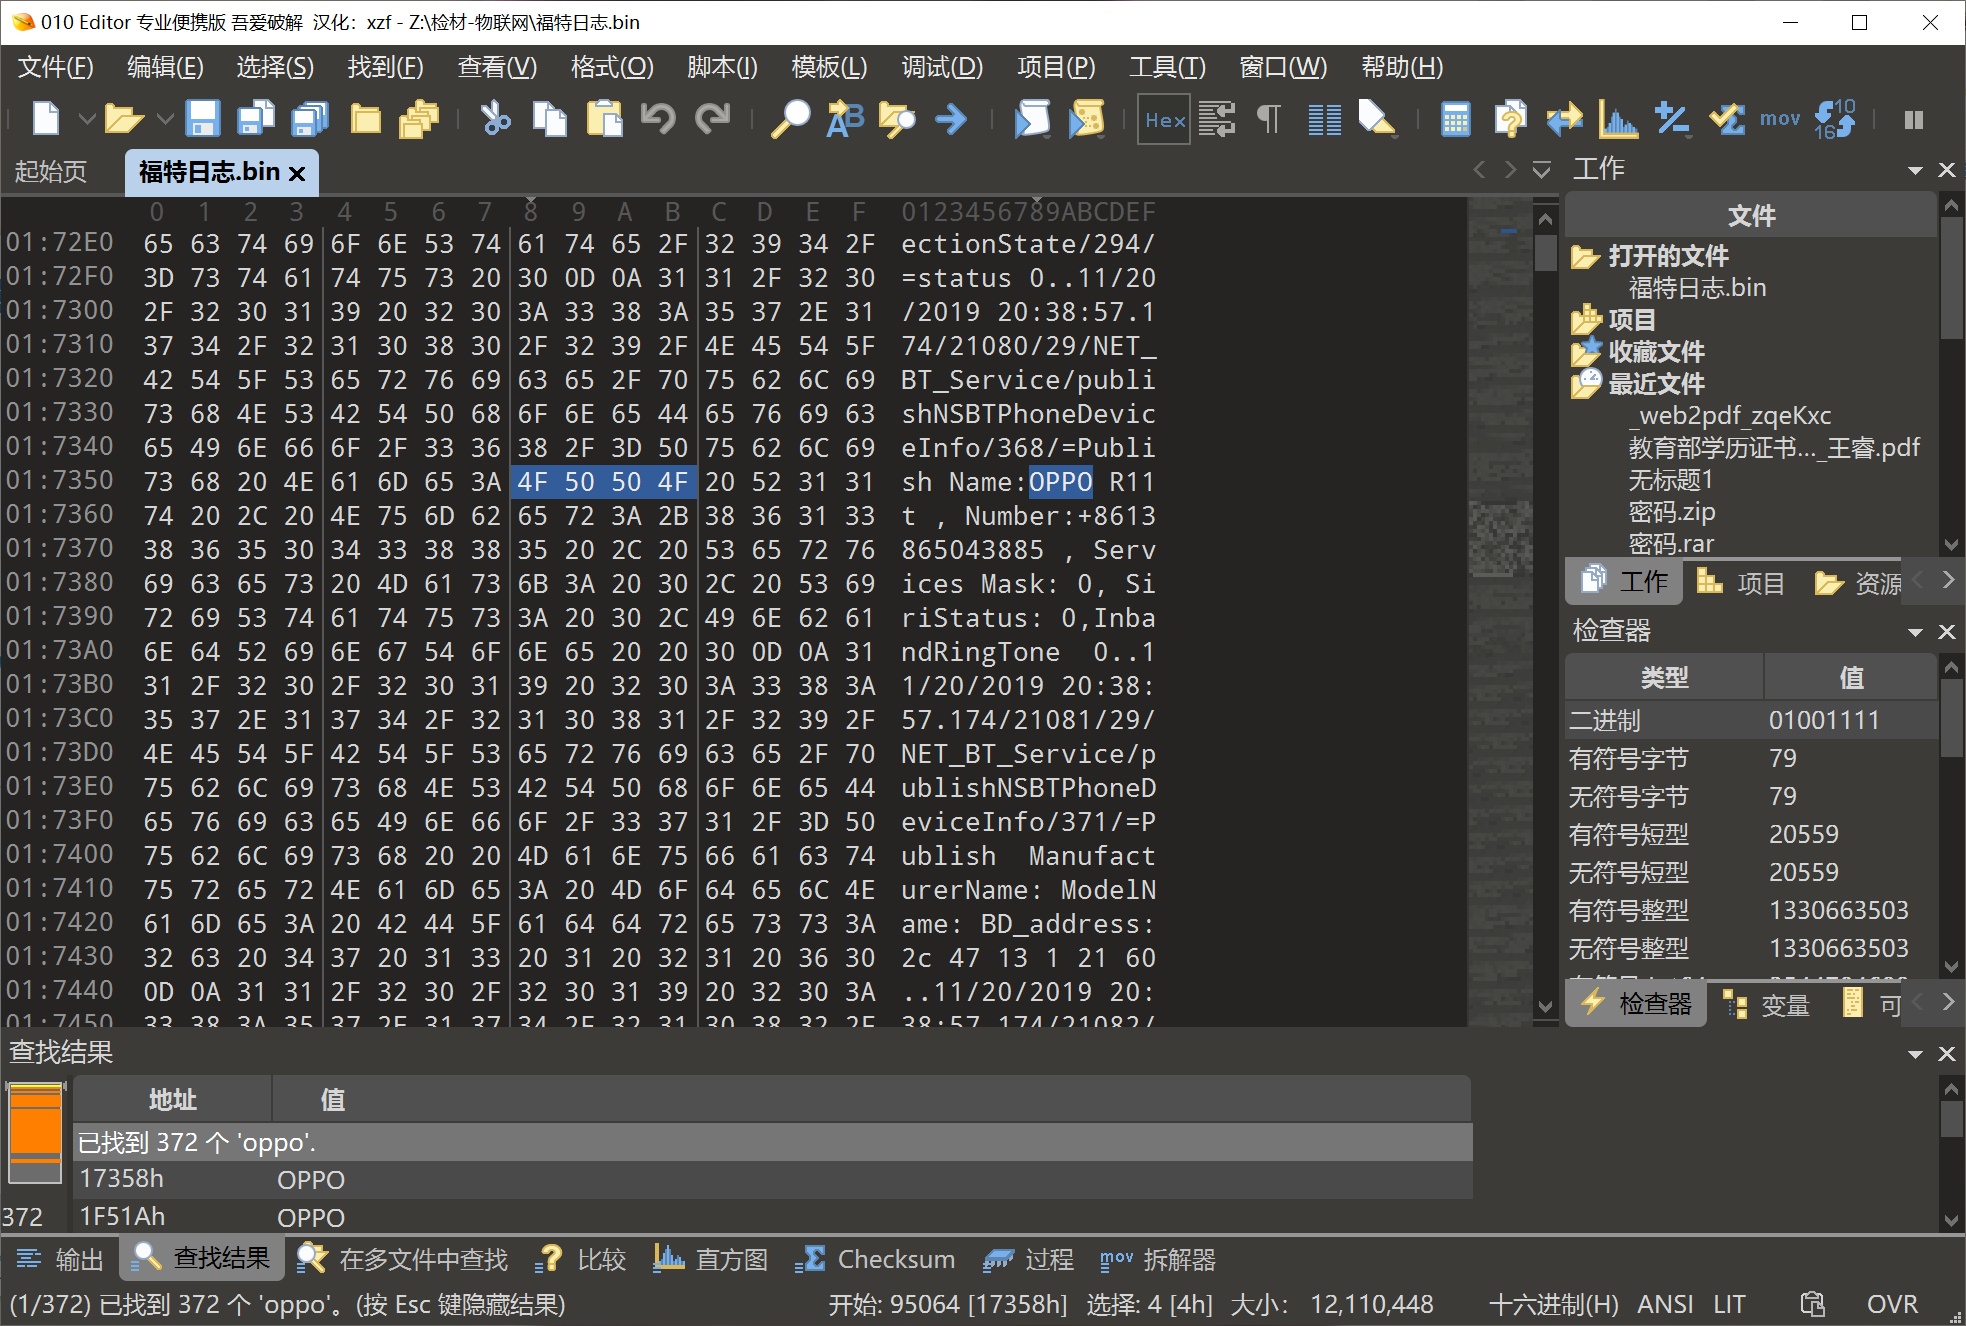 010 Editor 专业便携版 吾爱破解  汉化：xzf - Z:\检材-物联网\福特日志.bin
文件(F) 编辑(E) 选择(S) 找到(F) 查看(V) 格式(O) 脚本(I) 模板(L) 调试(D) 项目(P) 工具(T) 窗口(W) 帮助(H)
Hex mov 10 16
起始页 福特日志.bin
0 1 2 3 4 5 6 7 8 9 A B C D E F 0123456789ABCDEF
01:72E0 65 63 74 69 6F 6E 53 74 61 74 65 2F 32 39 34 2F ectionState/294/
01:72F0 3D 73 74 61 74 75 73 20 30 0D 0A 31 31 2F 32 30 =status 0..11/20
01:7300 2F 32 30 31 39 20 32 30 3A 33 38 3A 35 37 2E 31 /2019 20:38:57.1
01:7310 37 34 2F 32 31 30 38 30 2F 32 39 2F 4E 45 54 5F 74/21080/29/NET_
01:7320 42 54 5F 53 65 72 76 69 63 65 2F 70 75 62 6C 69 BT_Service/publi
01:7330 73 68 4E 53 42 54 50 68 6F 6E 65 44 65 76 69 63 shNSBTPhoneDevic
01:7340 65 49 6E 66 6F 2F 33 36 38 2F 3D 50 75 62 6C 69 eInfo/368/=Publi
01:7350 73 68 20 4E 61 6D 65 3A 4F 50 50 4F 20 52 31 31 sh Name:OPPO R11
01:7360 74 20 2C 20 4E 75 6D 62 65 72 3A 2B 38 36 31 33 t , Number:+8613
01:7370 38 36 35 30 34 33 38 38 35 20 2C 20 53 65 72 76 865043885 , Serv
01:7380 69 63 65 73 20 4D 61 73 6B 3A 20 30 2C 20 53 69 ices Mask: 0, Si
01:7390 72 69 53 74 61 74 75 73 3A 20 30 2C 49 6E 62 61 riStatus: 0,Inba
01:73A0 6E 64 52 69 6E 67 54 6F 6E 65 20 20 30 0D 0A 31 ndRingTone  0..1
01:73B0 31 2F 32 30 2F 32 30 31 39 20 32 30 3A 33 38 3A 1/20/2019 20:38:
01:73C0 35 37 2E 31 37 34 2F 32 31 30 38 31 2F 32 39 2F 57.174/21081/29/
01:73D0 4E 45 54 5F 42 54 5F 53 65 72 76 69 63 65 2F 70 NET_BT_Service/p
01:73E0 75 62 6C 69 73 68 4E 53 42 54 50 68 6F 6E 65 44 ublishNSBTPhoneD
01:73F0 65 76 69 63 65 49 6E 66 6F 2F 33 37 31 2F 3D 50 eviceInfo/371/=P
01:7400 75 62 6C 69 73 68 20 20 4D 61 6E 75 66 61 63 74 ublish  Manufact
01:7410 75 72 65 72 4E 61 6D 65 3A 20 4D 6F 64 65 6C 4E urerName: ModelN
01:7420 61 6D 65 3A 20 42 44 5F 61 64 64 72 65 73 73 3A ame: BD_address:
01:7430 32 63 20 34 37 20 31 33 20 31 20 32 31 20 36 30 2c 47 13 1 21 60
01:7440 0D 0A 31 31 2F 32 30 2F 32 30 31 39 20 32 30 3A ..11/20/2019 20:
01:7450 33 38 3A 35 37 2E 31 37 34 2F 32 31 30 38 32 2F 38:57.174/21082/
工作
文件
打开的文件
福特日志.bin
项目
收藏文件
最近文件
_web2pdf_zqeKxc
教育部学历证书..._王睿.pdf
无标题1
密码.zip
密码.rar
工作 项目 资源
检查器
类型 值
二进制 01001111
有符号字节 79
无符号字节 79
有符号短型 20559
无符号短型 20559
有符号整型 1330663503
无符号整型 1330663503
检查器 变量 可
查找结果
地址 值
已找到 372 个 'oppo'.
17358h OPPO
1F51Ah OPPO
372
输出 查找结果 在多文件中查找 比较 直方图 Checksum 过程 mov 拆解器
(1/372) 已找到 372 个 'oppo'。(按 Esc 键隐藏结果) 开始: 95064 [17358h] 选择: 4 [4h] 大小: 12,110,448 十六进制(H) ANSI LIT OVR